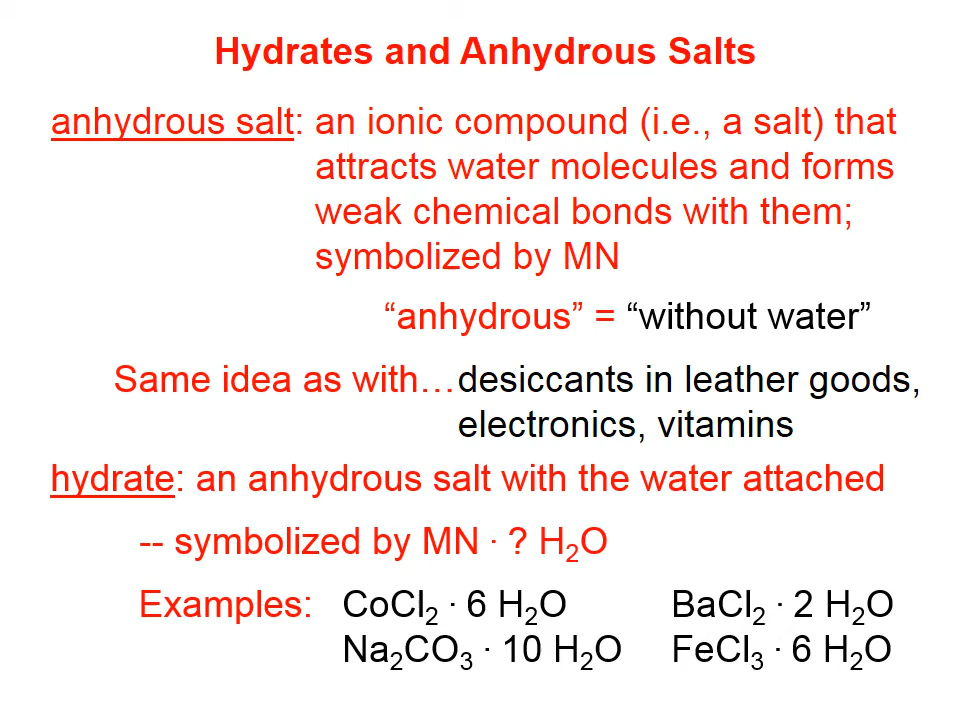 Hydrates and Anhydrous Salts
anhydrous salt: an ionic compound (i.e., a salt) that
attracts water molecules and forms
weak chemical bonds with them;
symbolized by MN
“anhydrous” = “without water”
Same idea as with…desiccants in leather goods,
electronics, vitamins
hydrate: an anhydrous salt with the water attached
-- symbolized by MN · ? H₂O
Examples: CoCl₂ · 6 H₂O BaCl₂ · 2 H₂O
Na₂CO₃ · 10 H₂O FeCl₃ · 6 H₂O